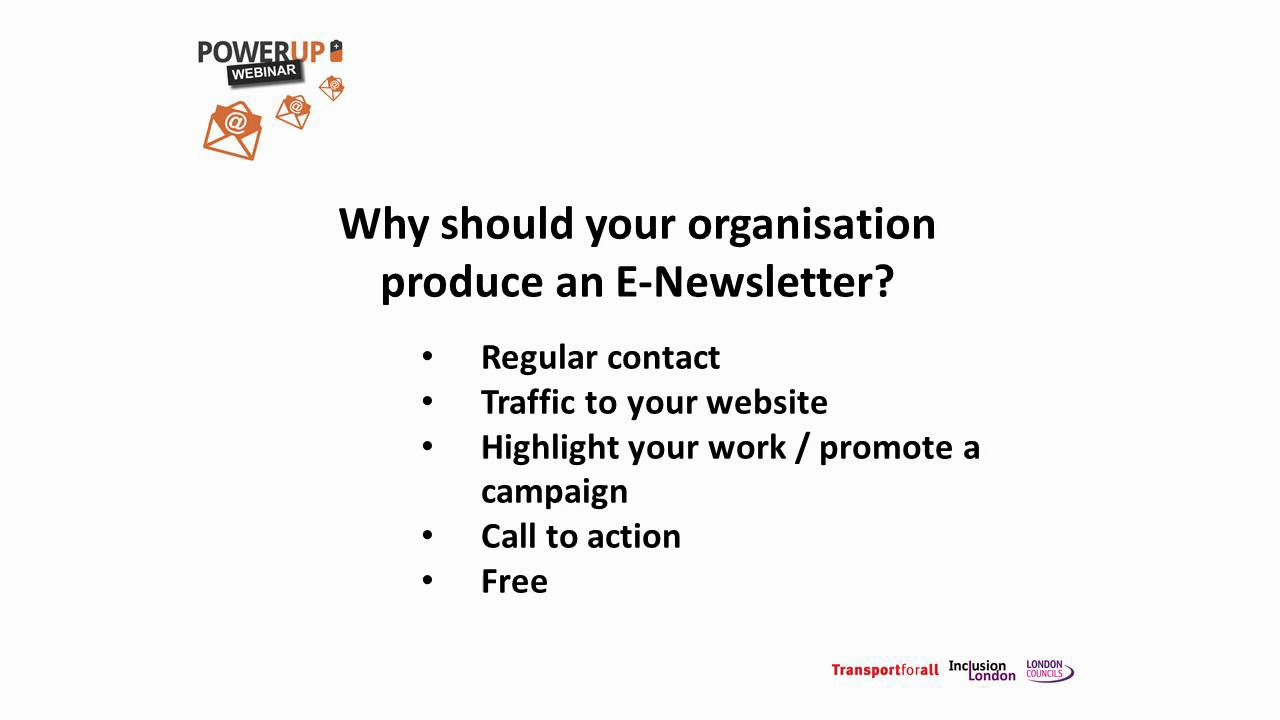 POWERUP
WEBINAR
@ @ @
Why should your organisation
produce an E-Newsletter?
• Regular contact
• Traffic to your website
• Highlight your work / promote a
campaign
• Call to action
• Free
Transportforall
Inclusion
London
LONDON
COUNCILS